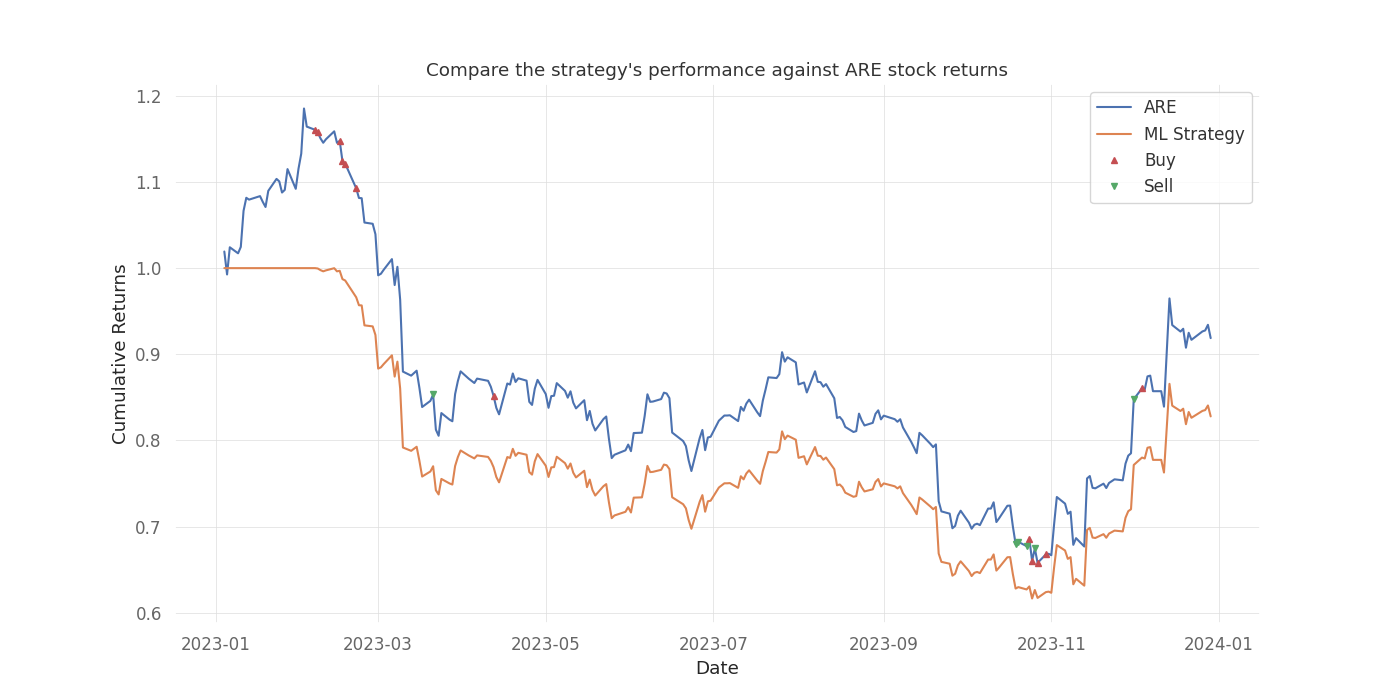 Compare the strategy's performance against ARE stock returns
Cumulative Returns
1.2
1.1
1.0
0.9
0.8
0.7
0.6
ARE
ML Strategy
Buy
Sell
2023-01
2023-03
2023-05
2023-07
2023-09
2023-11
2024-01
Date